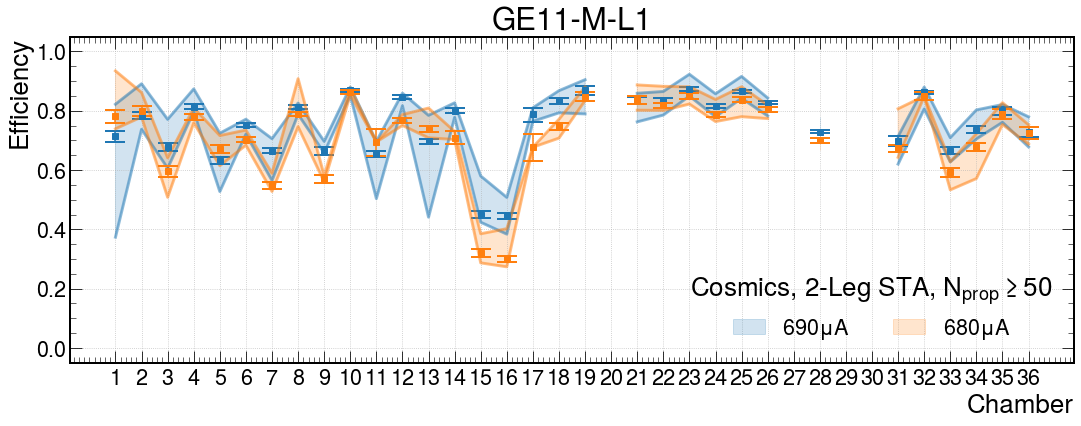 GE11-M-L1
Efficiency
1.0
0.8
0.6
0.4
0.2
0.0
Cosmics, 2-Leg STA, Nprop ≥ 50
690μA 680μA
1 2 3 4 5 6 7 8 9 10 11 12 13 14 15 16 17 18 19 20 21 22 23 24 25 26 27 28 29 30 31 32 33 34 35 36
Chamber